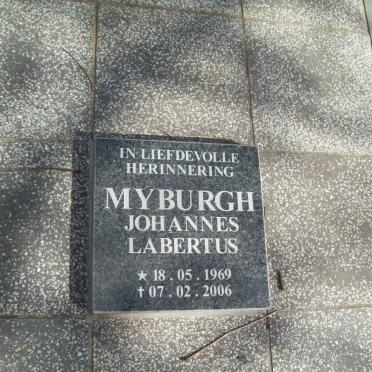 IN LIEFDEVOLLE
HERINNERING
MYBURGH
JOHANNES
LABERTUS
★ 18 . 05 . 1969
✝ 07 . 02 . 2006